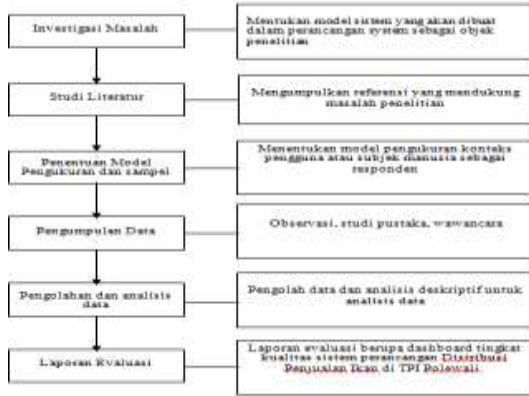 Investigasi Masalah
Mentukan model sistem yang akan dibuat
dalam perancangan system sebagai objek
penelitian
Studi Literatur
Mengumpulkan referensi yang mendukung
masalah penelitian
Penentuan Model
Pengukuran dan sampel
Menentukan model pengukuran konteks
pengguna atau subjek manusia sebagai
responden
Pengumpulan Data
Observasi, studi pustaka, wawancara
Pengolahan dan analisis
data
Pengolah data dan analisis deskriptif untuk
analisis data
Laporan Evaluasi
Laporan evaluasi berupa dashboard tingkat
kualitas sistem perancangan Distribusi
Penjualan Ikan di TPI Polewali